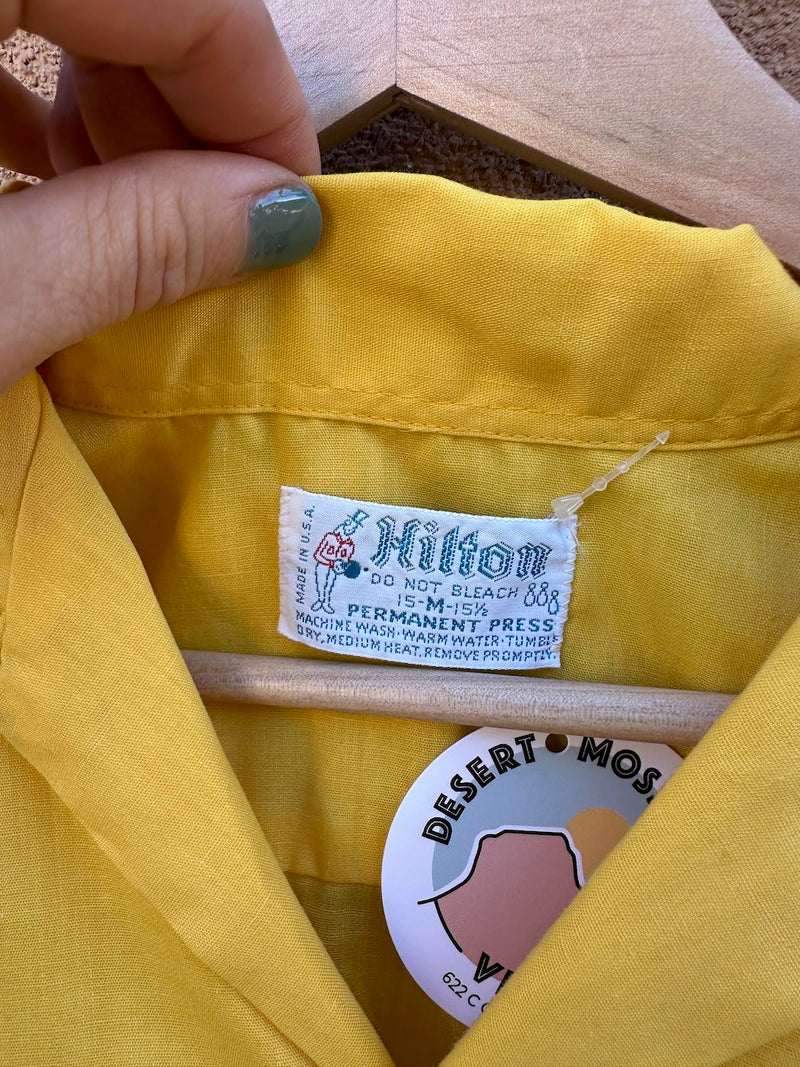 MADE IN U.S.A.
Hilton
DO NOT BLEACH
15-M-15½
PERMANENT PRESS
MACHINE WASH·WARM WATER·TUMBLE
DRY, MEDIUM HEAT. REMOVE PROMPTLY.
DESERT • MOS
622 C